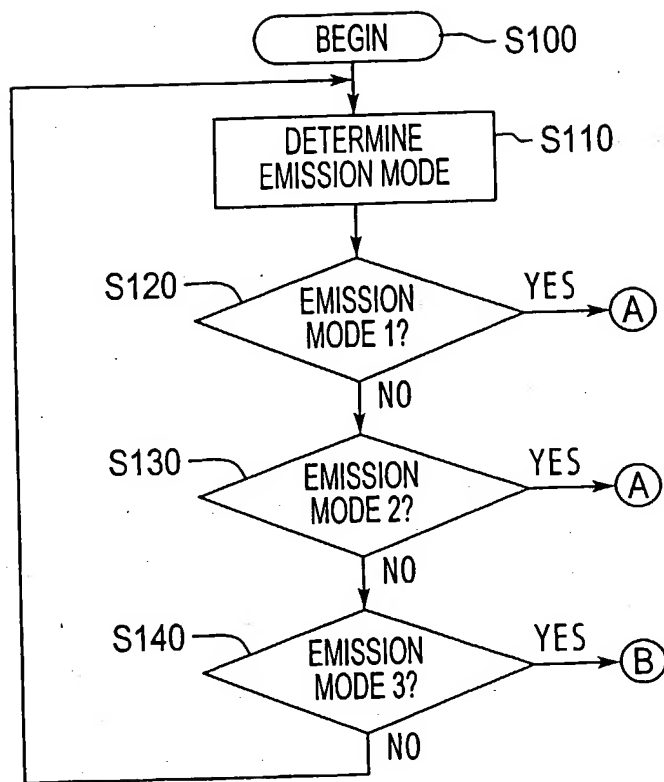 BEGIN
S100
DETERMINE
EMISSION MODE
S110
S120
EMISSION
MODE 1?
YES
A
NO
S130
EMISSION
MODE 2?
YES
A
NO
S140
EMISSION
MODE 3?
YES
B
NO